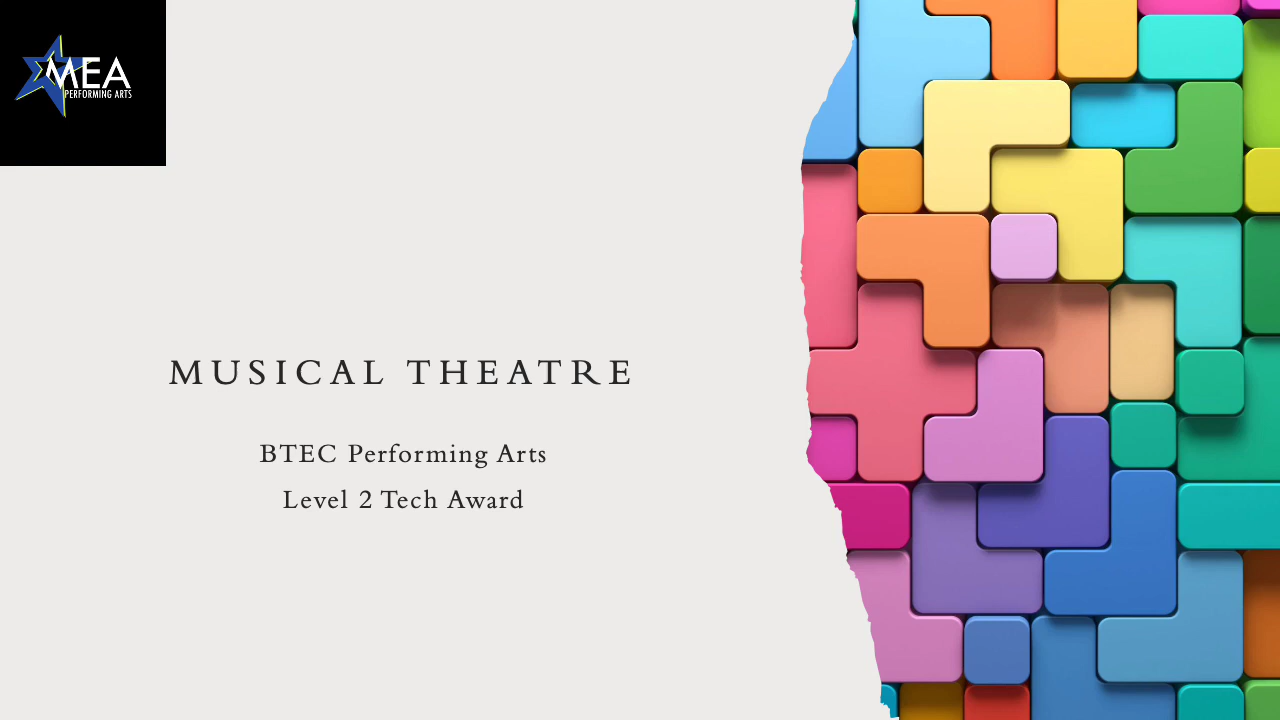 MEA
PERFORMING ARTS
MUSICAL THEATRE
BTEC Performing Arts
Level 2 Tech Award